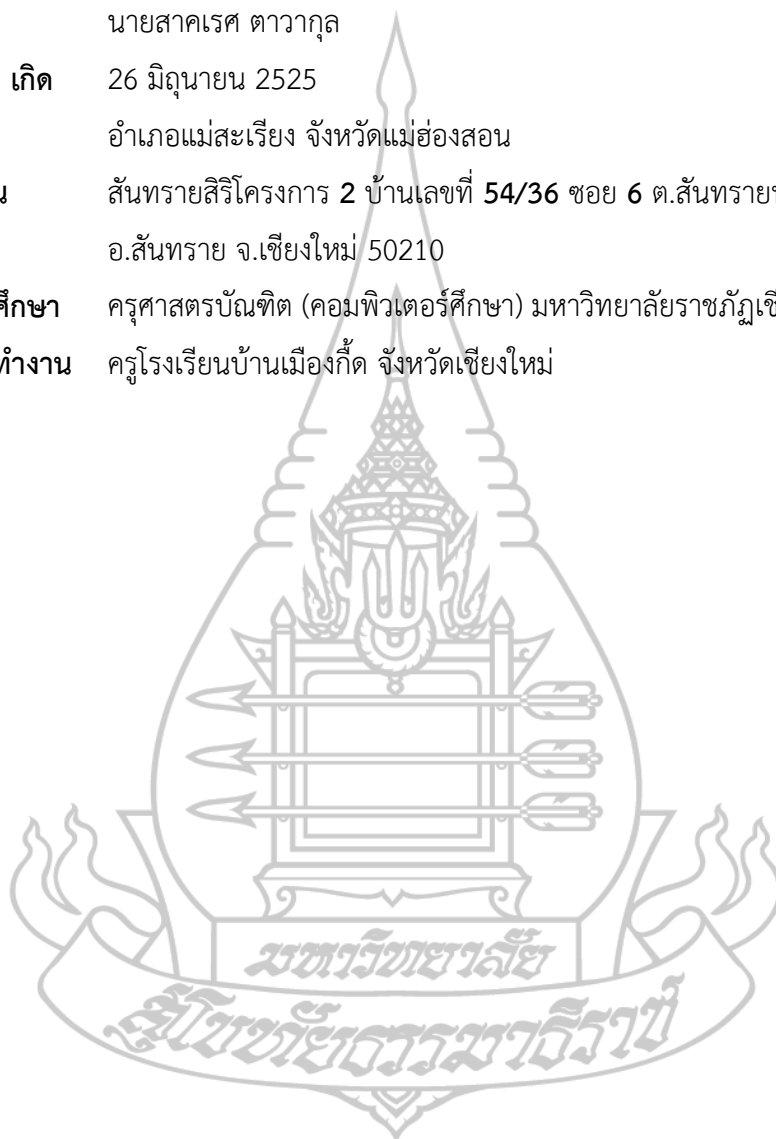 นายสาคเรศ ตาวากุล
เกิด 26 มิถุนายน 2525
อำเภอแม่สะเรียง จังหวัดแม่ฮ่องสอน
สันทรายสิริโครงการ 2 บ้านเลขที่ 54/36 ซอย 6
อ.สันทราย จ.เชียงใหม่ 50210
ศึกษา ครุศาสตรบัณฑิต (คอมพิวเตอร์ศึกษา) มหาวิทยาลัยราชภัฏ
ทำงาน ครูโรงเรียนบ้านเมืองกื้ด จังหวัดเชียงใหม่
มหาวิทยาลัย
สุโขทัยธรรมาธิราช